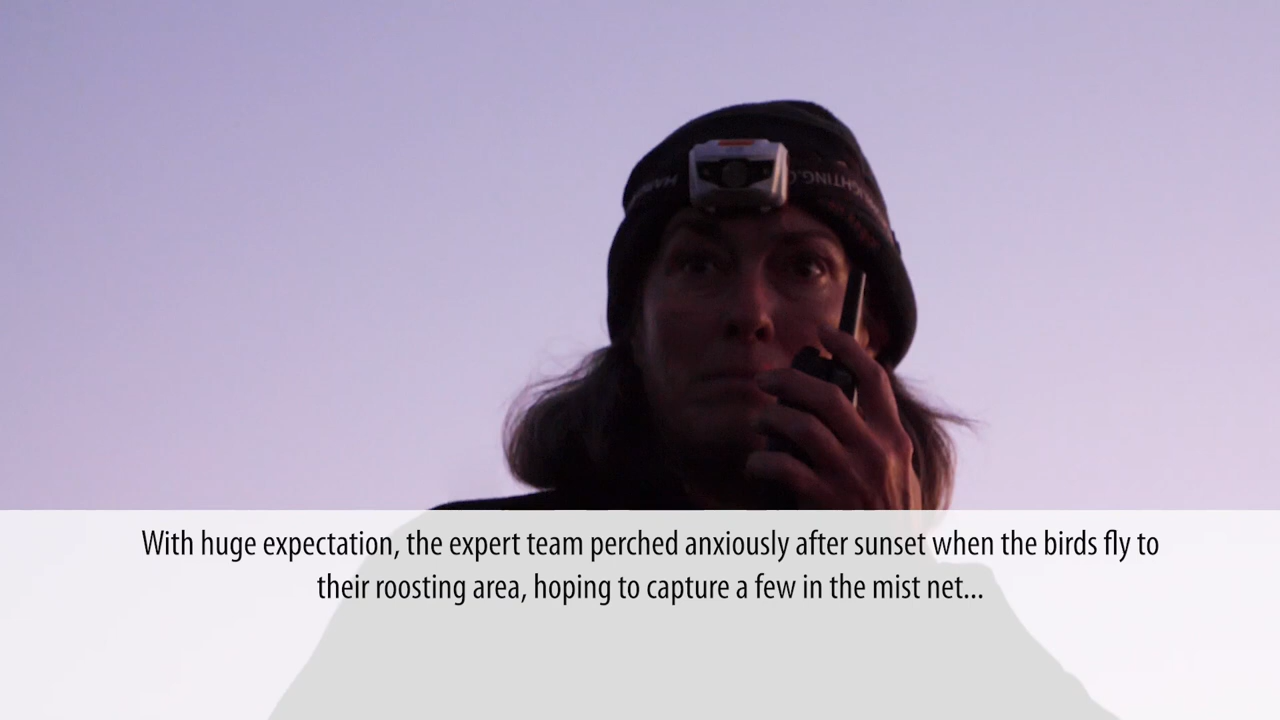 With huge expectation, the expert team perched anxiously after sunset when the birds fly to
their roosting area, hoping to capture a few in the mist net...